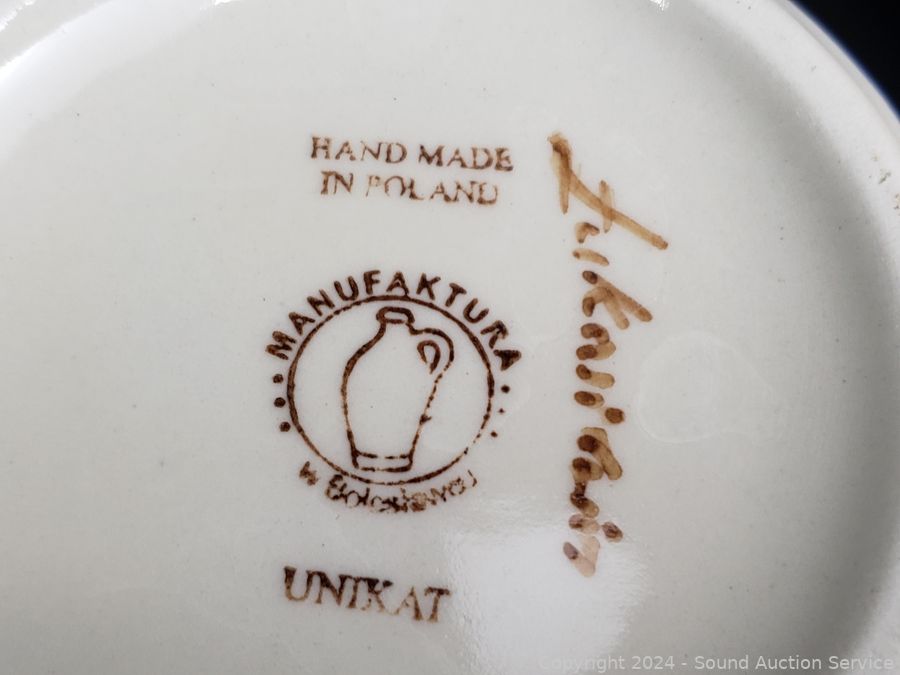 HAND MADE
IN POLAND
MANUFAKTURA
w Bolesławcu
UNIKAT
Copyright 2024 - Sound Auction Service